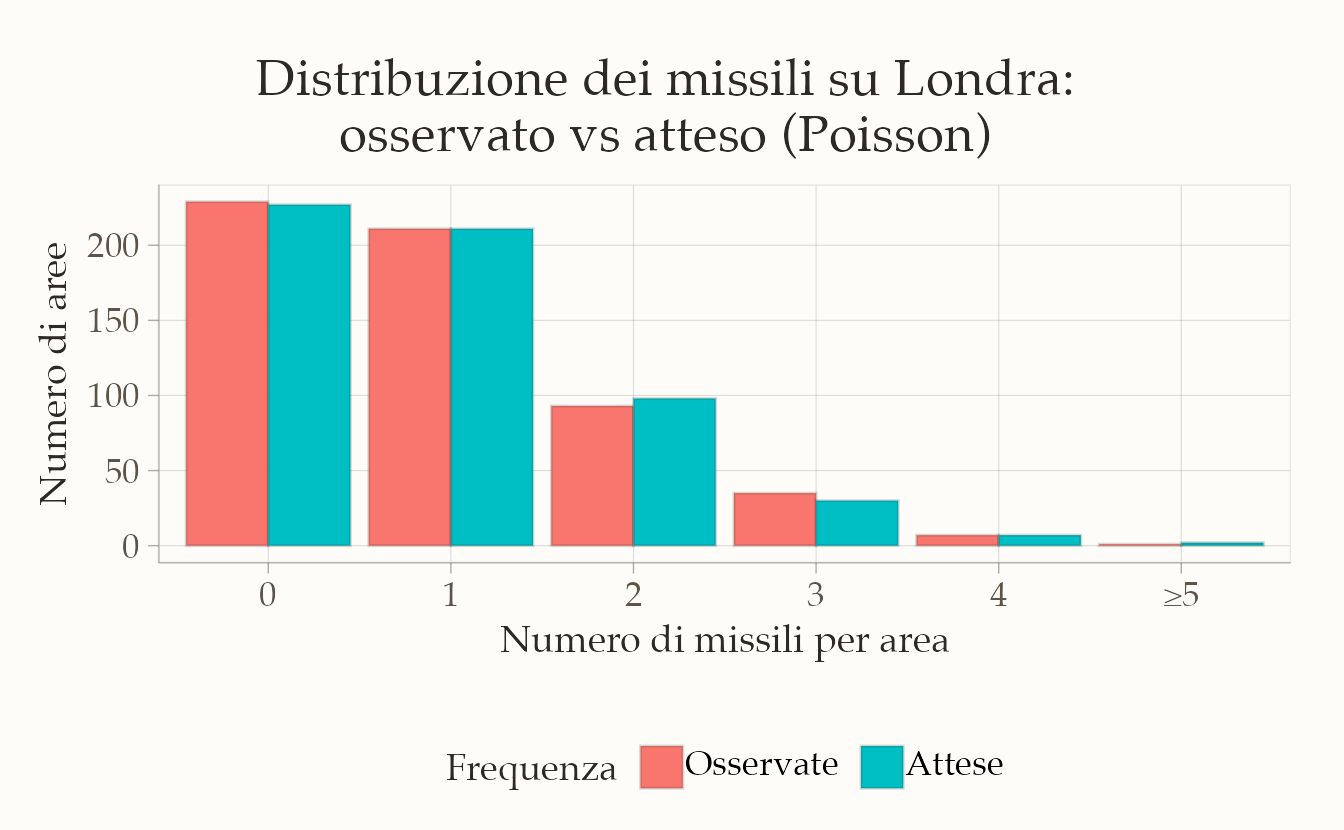 Distribuzione dei missili su Londra:
osservato vs atteso (Poisson)
Numero di aree
200
150
100
50
0
0 1 2 3 4 ≥5
Numero di missili per area
Frequenza Osservate Attese